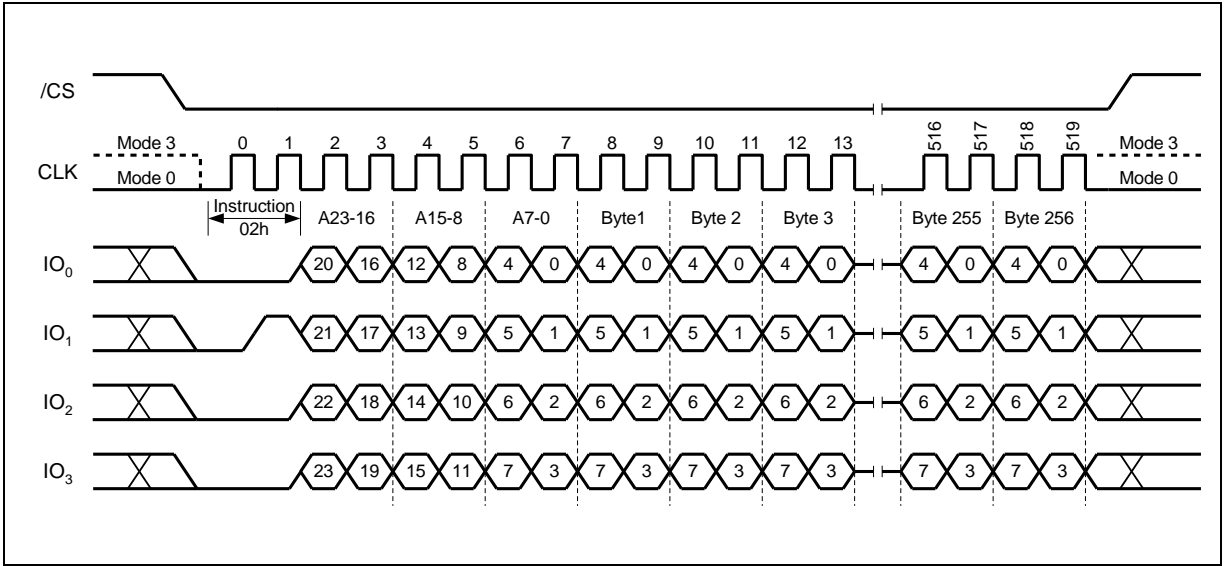 /CS
Mode 3 0 1 2 3 4 5 6 7 8 9 10 11 12 13 516 517 518 519 Mode 3
CLK
Mode 0 Mode 0
Instruction
02h
A23-16 A15-8 A7-0 Byte1 Byte 2 Byte 3 Byte 255 Byte 256
IO0 20 16 12 8 4 0 4 0 4 0 4 0 4 0 4 0
IO1 21 17 13 9 5 1 5 1 5 1 5 1 5 1 5 1
IO2 22 18 14 10 6 2 6 2 6 2 6 2 6 2 6 2
IO3 23 19 15 11 7 3 7 3 7 3 7 3 7 3 7 3